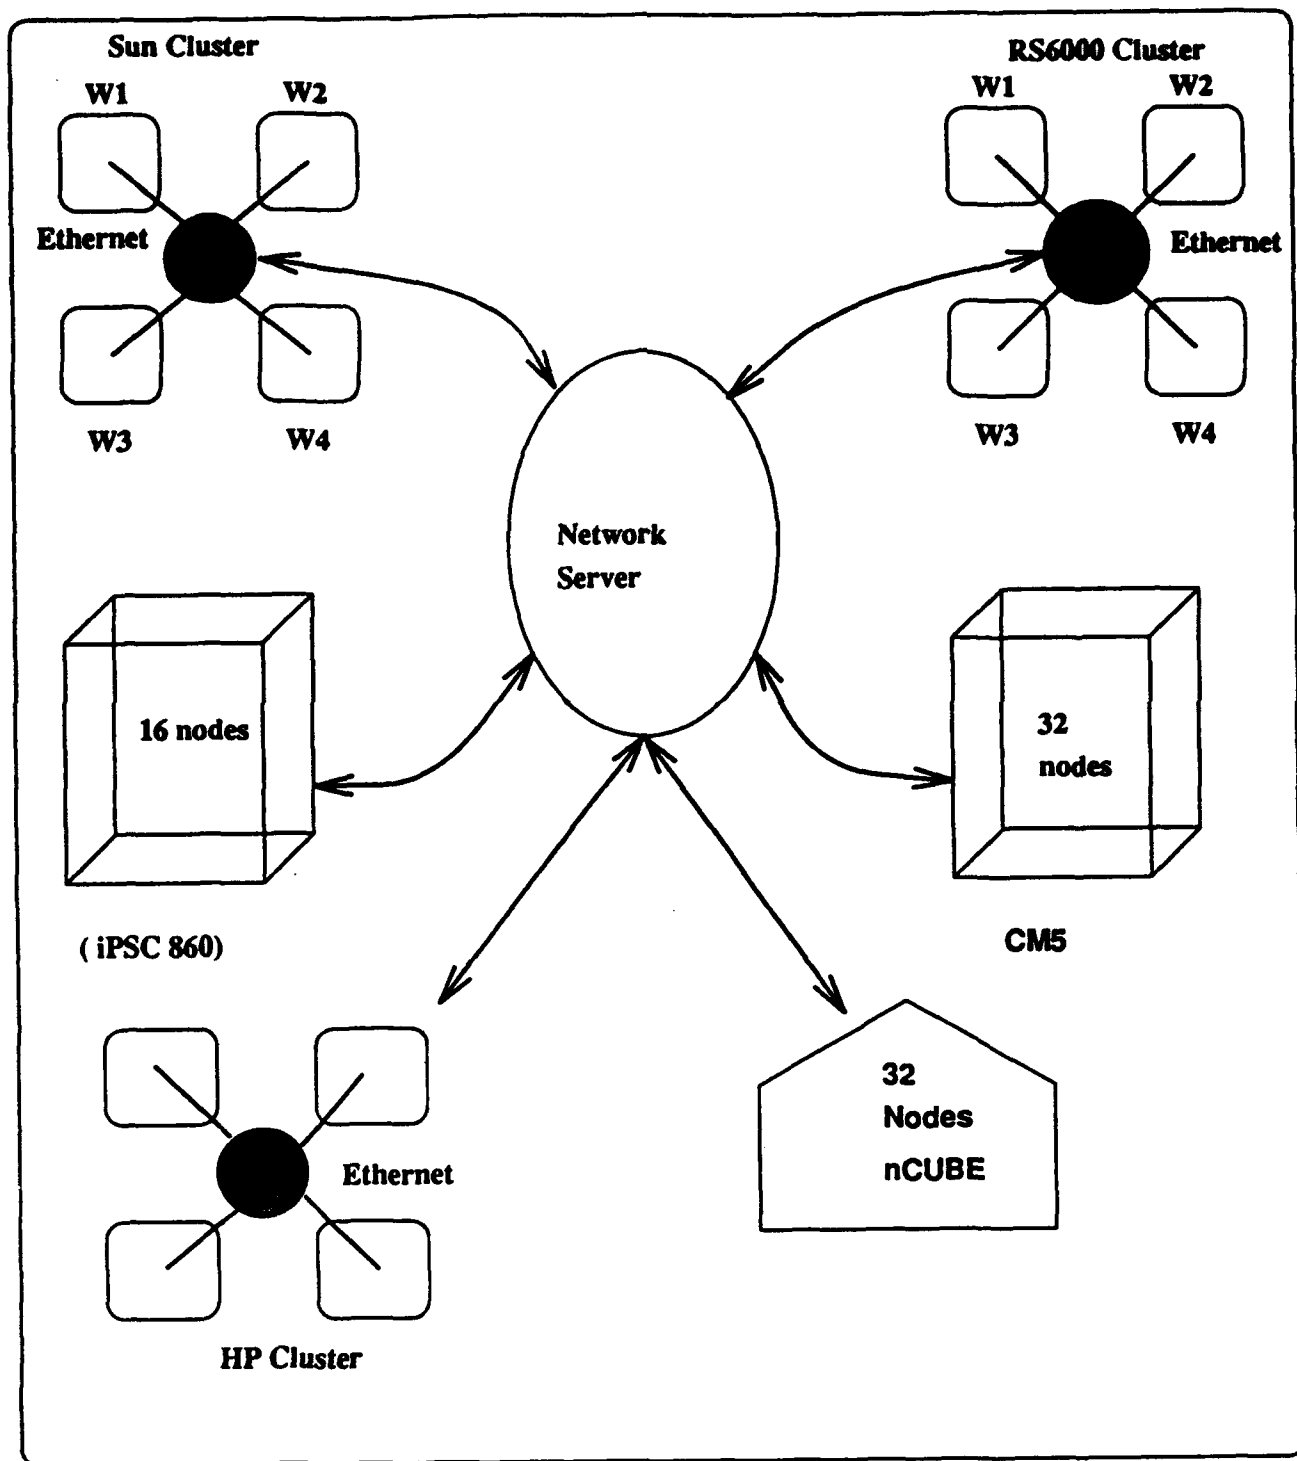 Sun Cluster
RS6000 Cluster
W1
W2
W1
W2
Ethernet
Ethernet
W3
W4
W3
W4
Network
Server
16 nodes
32
nodes
( iPSC 860)
CM5
32
Nodes
nCUBE
Ethernet
HP Cluster